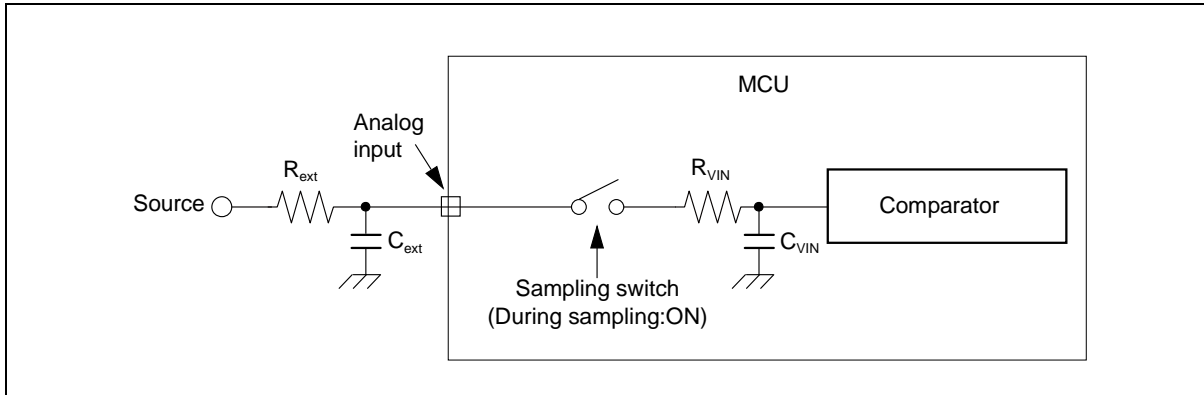 MCU
Analog
input
R_ext
R_VIN
Source
Comparator
C_ext
C_VIN
Sampling switch
(During sampling:ON)